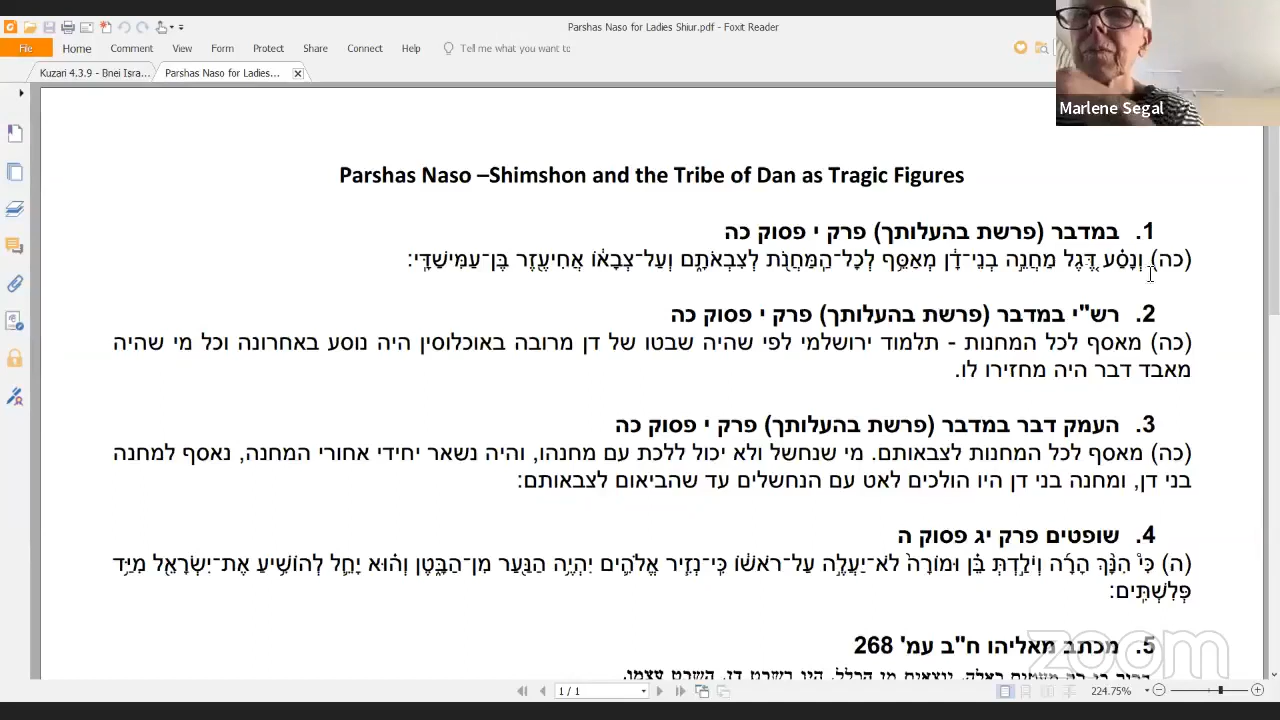 Parshas Naso for Ladies Shiur.pdf - Foxit Reader
File Home Comment View Form Protect Share Connect Help Tell me what you want to
Kuzari 4.3.9 - Bnei Isra... Parshas Naso for Ladies...
Marlene Segal
Parshas Naso –Shimshon and the Tribe of Dan as Tragic Figures
1. במדבר (פרשת בהעלותך) פרק י פסוק כה
(כה) וְנָסַ֗ע דֶּ֚גֶל מַחֲנֵ֣ה בְנֵי־דָ֔ן מְאַסֵּ֥ף לְכָל־הַֽמַּחֲנֹ֖ת לְצִבְאֹתָ֑ם וְעַל־צְבָא֔וֹ אֲחִיעֶ֖זֶר בֶּן־עַמִּישַׁדָּֽי:
2. רש"י במדבר (פרשת בהעלותך) פרק י פסוק כה
(כה) מאסף לכל המחנות - תלמוד ירושלמי לפי שהיה שבטו של דן מרובה באוכלוסין היה נוסע באחרונה וכל מי שהיה
מאבד דבר היה מחזירו לו.
3. העמק דבר במדבר (פרשת בהעלותך) פרק י פסוק כה
(כה) מאסף לכל המחנות לצבאותם. מי שנחשל ולא יכול ללכת עם מחנהו, והיה נשאר יחידי אחורי המחנה, נאסף למחנה
בני דן, ומחנה בני דן היו הולכים לאט עם הנחשלים עד שהביאום לצבאותם:
4. שופטים פרק יג פסוק ה
(ה) כִּי֩ הִנָּ֨ךְ הָרָ֜ה וְיֹלַ֣דְתְּ בֵּ֗ן וּמוֹרָה֙ לֹא־יַעֲלֶ֣ה עַל־רֹאשׁ֔וֹ כִּֽי־נְזִ֧יר אֱלֹהִ֛ים יִהְיֶ֥ה הַנַּ֖עַר מִן־הַבָּ֑טֶן וְה֗וּא יָחֵ֛ל לְהוֹשִׁ֥יעַ אֶת־יִשְׂרָאֵ֖ל מִיַּ֥ד
פְּלִשְׁתִּֽים:
5. מכתב מאליהו ח"ב עמ' 268
zoom
1 / 1 224.75%